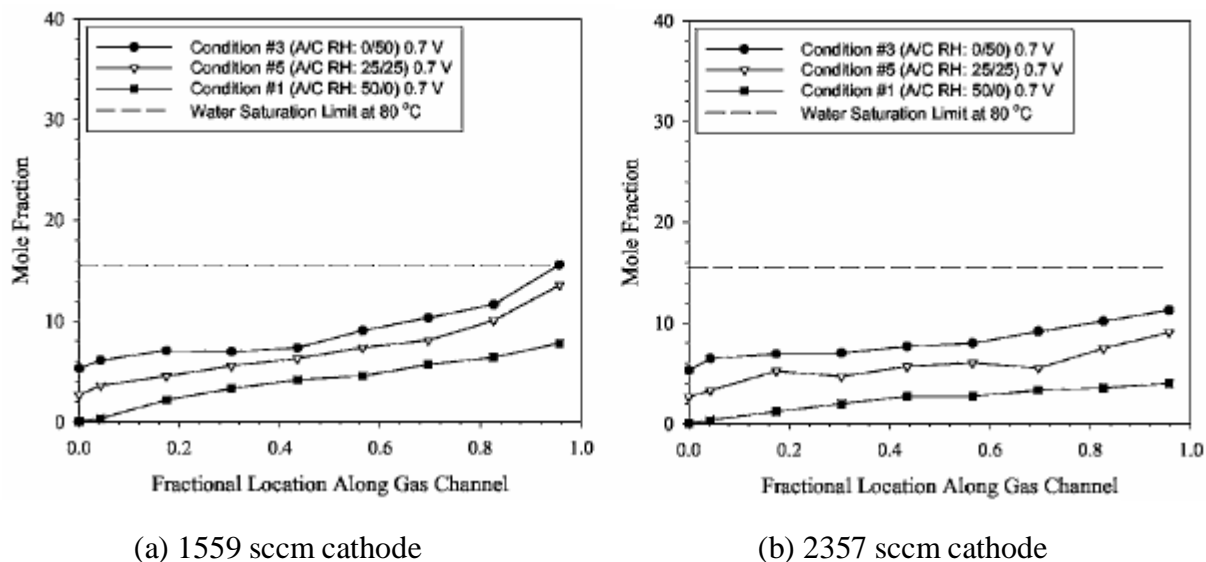 40
30
20
10
0
Mole Fraction
Condition #3 (A/C RH: 0/50) 0.7 V
Condition #5 (A/C RH: 25/25) 0.7 V
Condition #1 (A/C RH: 50/0) 0.7 V
Water Saturation Limit at 80 °C
0.0 0.2 0.4 0.6 0.8 1.0
Fractional Location Along Gas Channel
(a) 1559 sccm cathode
40
30
20
10
0
Mole Fraction
Condition #3 (A/C RH: 0/50) 0.7 V
Condition #5 (A/C RH: 25/25) 0.7 V
Condition #1 (A/C RH: 50/0) 0.7 V
Water Saturation Limit at 80 °C
0.0 0.2 0.4 0.6 0.8 1.0
Fractional Location Along Gas Channel
(b) 2357 sccm cathode